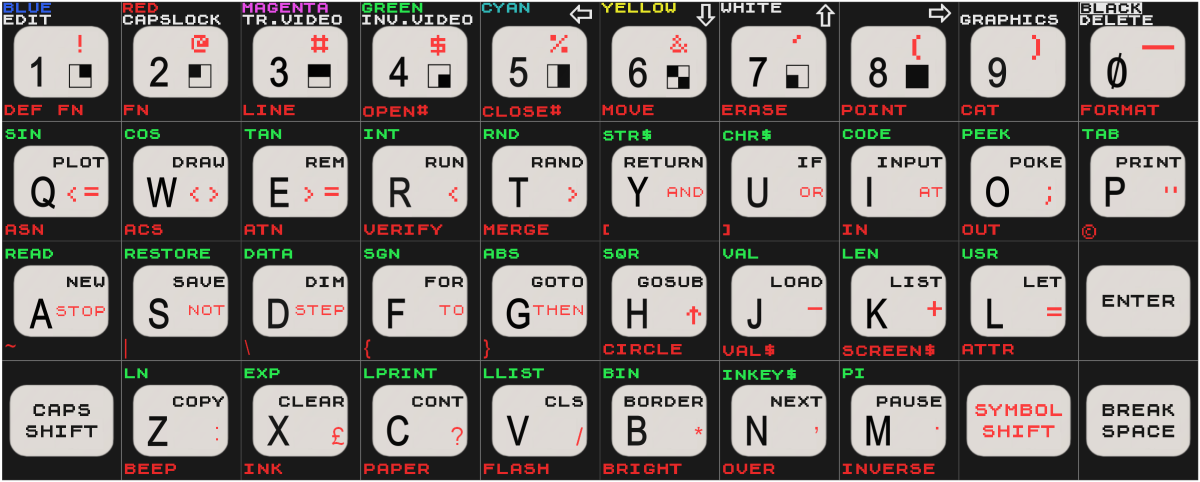 BLUE RED MAGENTA GREEN CYAN YELLOW WHITE BLACK
EDIT CAPSLOCK TR.VIDEO INV.VIDEO ⇦ ⇩ ⇧ ⇨ GRAPHICS DELETE
! @ # $ % & ' ( ) _
1 2 3 4 5 6 7 8 9 0
DEF FN FN LINE OPEN# CLOSE# MOVE ERASE POINT CAT FORMAT
SIN COS TAN INT RND STR$ CHR$ CODE PEEK TAB
PLOT DRAW REM RUN RAND RETURN IF INPUT POKE PRINT
Q <= W <> E >= R < T > Y AND U OR I AT O ; P "
ASN ACS ATN VERIFY MERGE [ ] IN OUT ©
READ RESTORE DATA SGN ABS SQR VAL LEN USR
NEW SAVE DIM FOR GOTO GOSUB LOAD LIST LET ENTER
A STOP S NOT D STEP F TO G THEN H ↑ J − K + L =
~ | \ { } CIRCLE VAL$ SCREEN$ ATTR
LN EXP LPRINT LLIST BIN INKEY$ PI
COPY CLEAR CONT CLS BORDER NEXT PAUSE
CAPS SHIFT Z : X £ C ? V / B * N , M . SYMBOL SHIFT BREAK SPACE
BEEP INK PAPER FLASH BRIGHT OVER INVERSE